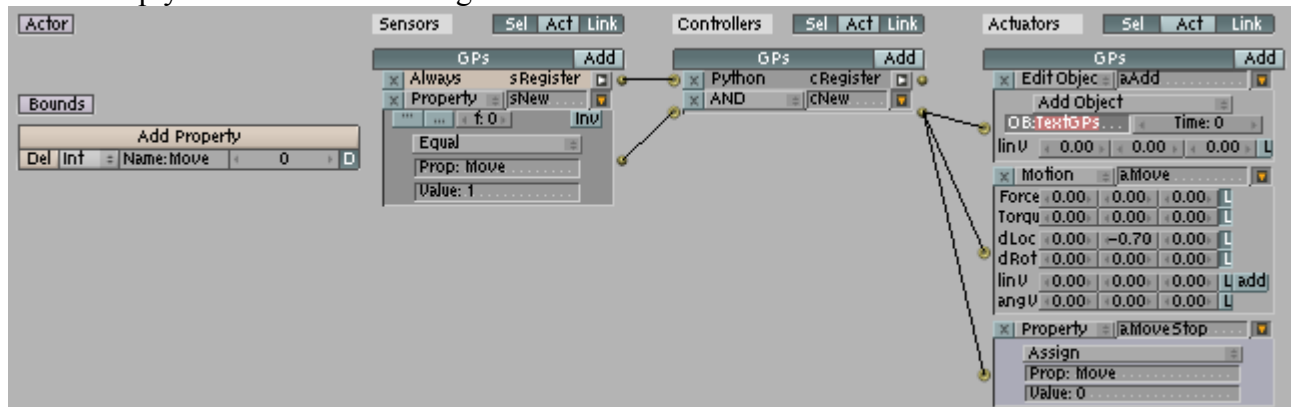 Actor
Bounds
Add Property
Del Int Name:Move 0 D
Sensors Sel Act Link
GPs Add
X Always sRegister
X Property sNew
''' ... f: 0 Inv
Equal
Prop: Move
Value: 1
Controllers Sel Act Link
GPs Add
X Python cRegister
X AND cNew
Actuators Sel Act Link
GPs Add
X Edit Objec aAdd
Add Object
OB:TextGPs Time: 0
linV 0.00 0.00 0.00 L
X Motion aMove
Force 0.00 0.00 0.00 L
Torqu 0.00 0.00 0.00 L
dLoc 0.00 -0.70 0.00 L
dRot 0.00 0.00 0.00 L
linV 0.00 0.00 0.00 L add
angV 0.00 0.00 0.00 L
X Property aMoveStop
Assign
Prop: Move
Value: 0